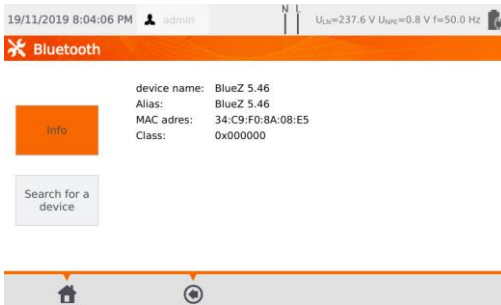 19/11/2019 8:04:06 PM admin N L U_LN=237.6 V U_NPE=0.8 V f=50.0 Hz
Bluetooth
device name: BlueZ 5.46
Alias: BlueZ 5.46
MAC adres: 34:C9:F0:8A:08:E5
Class: 0x000000
Info
Search for a
device